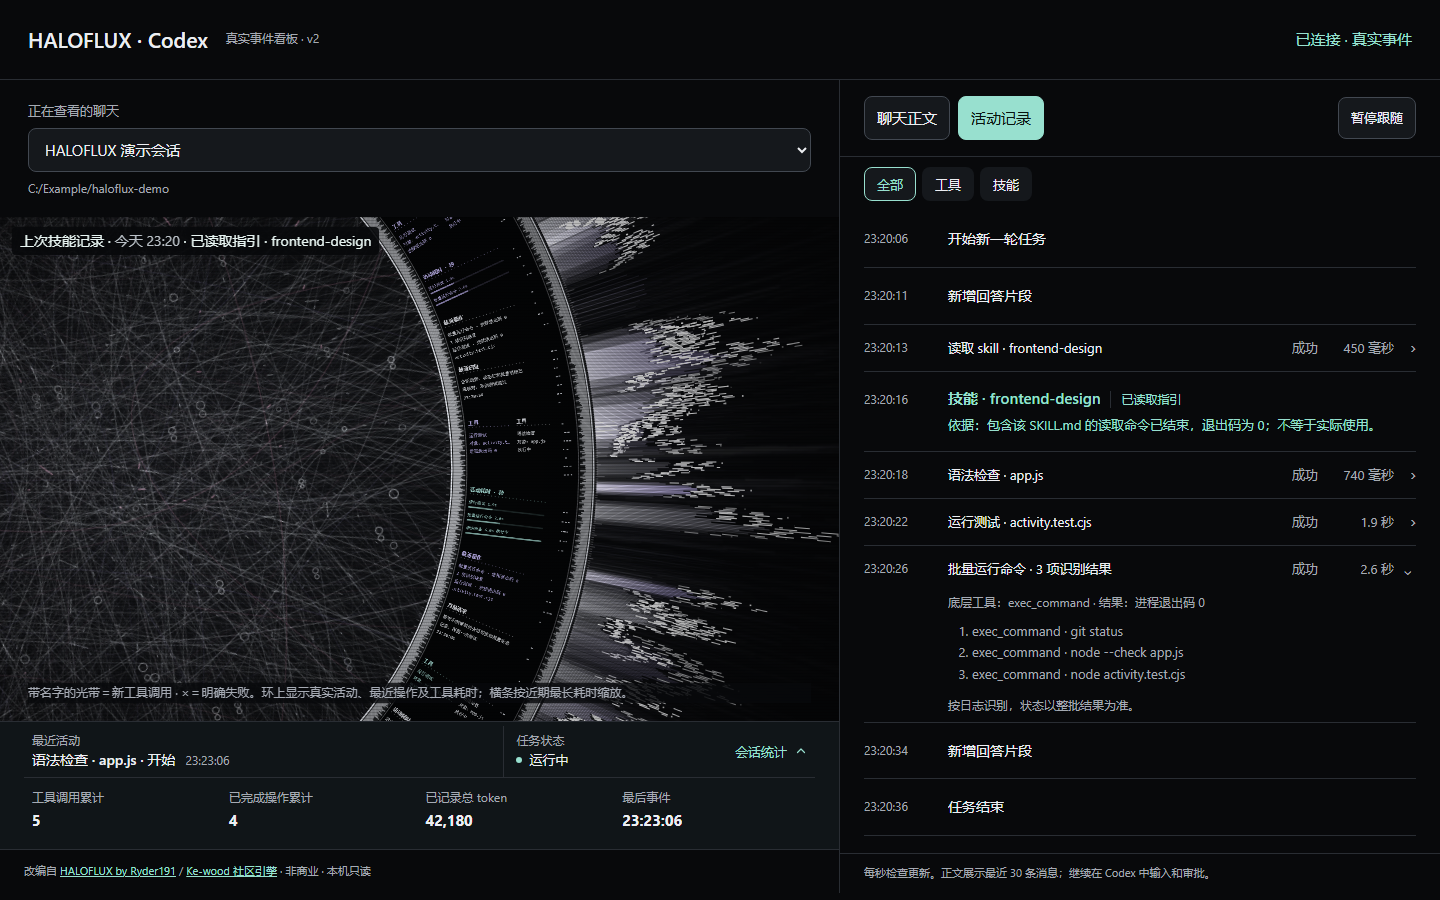 HALOFLUX · Codex
真实事件看板 · v2
已连接 · 真实事件
正在查看的聊天
HALOFLUX 演示会话
C:/Example/haloflux-demo
上次技能记录 · 今天 23:20 · 已读取指引 · frontend-design
带名字的光带 = 新工具调用 · × = 明确失败。环上显示真实活动、最近操作及工具耗时；横条按近期最长耗时缩放。
最近活动
语法检查 · app.js · 开始 23:23:06
任务状态
运行中
会话统计
工具调用累计
5
已完成操作累计
4
已记录总 token
42,180
最后事件
23:23:06
改编自 HALOFLUX by Ryder191 / Ke-wood 社区引擎 · 非商业 · 本机只读
聊天正文
活动记录
暂停跟随
全部
工具
技能
23:20:06 开始新一轮任务
23:20:11 新增回答片段
23:20:13 读取 skill · frontend-design 成功 450 毫秒
23:20:16 技能 · frontend-design 已读取指引
依据：包含该 SKILL.md 的读取命令已结束，退出码为 0；不等于实际使用。
23:20:18 语法检查 · app.js 成功 740 毫秒
23:20:22 运行测试 · activity.test.cjs 成功 1.9 秒
23:20:26 批量运行命令 · 3 项识别结果 成功 2.6 秒
底层工具：exec_command · 结果：进程退出码 0
1. exec_command · git status
2. exec_command · node --check app.js
3. exec_command · node activity.test.cjs
按日志识别，状态以整批结果为准。
23:20:34 新增回答片段
23:20:36 任务结束
每秒检查更新。正文展示最近 30 条消息；继续在 Codex 中输入和审批。